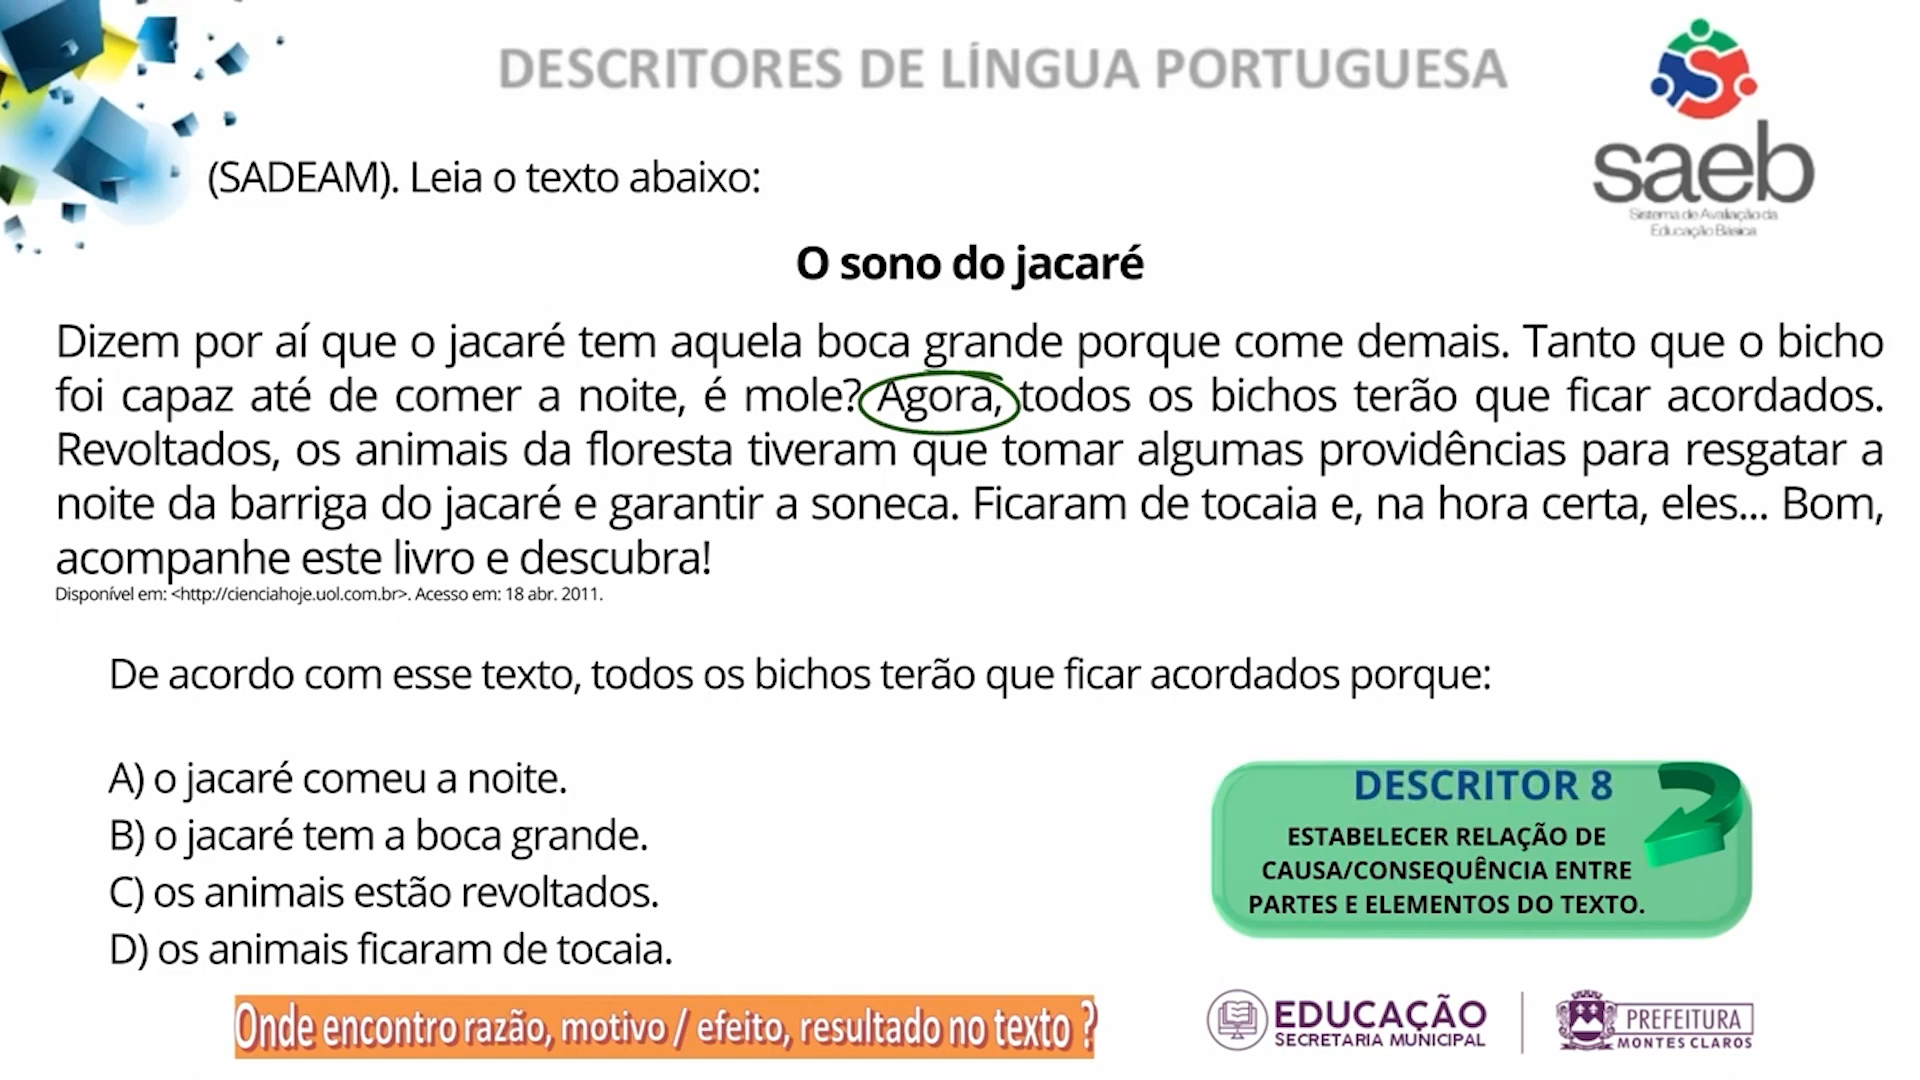 DESCRITORES DE LÍNGUA PORTUGUESA
saeb
Sistema de Avaliação da
Educação Básica
(SADEAM). Leia o texto abaixo:
O sono do jacaré
Dizem por aí que o jacaré tem aquela boca grande porque come demais. Tanto que o bicho
foi capaz até de comer a noite, é mole? Agora, todos os bichos terão que ficar acordados.
Revoltados, os animais da floresta tiveram que tomar algumas providências para resgatar a
noite da barriga do jacaré e garantir a soneca. Ficaram de tocaia e, na hora certa, eles... Bom,
acompanhe este livro e descubra!
Disponível em: <http://cienciahoje.uol.com.br>. Acesso em: 18 abr. 2011.
De acordo com esse texto, todos os bichos terão que ficar acordados porque:
A) o jacaré comeu a noite.
B) o jacaré tem a boca grande.
C) os animais estão revoltados.
D) os animais ficaram de tocaia.
DESCRITOR 8
ESTABELECER RELAÇÃO DE
CAUSA/CONSEQUÊNCIA ENTRE
PARTES E ELEMENTOS DO TEXTO.
Onde encontro razão, motivo / efeito, resultado no texto ?
EDUCAÇÃO
SECRETARIA MUNICIPAL
PREFEITURA
MONTES CLAROS